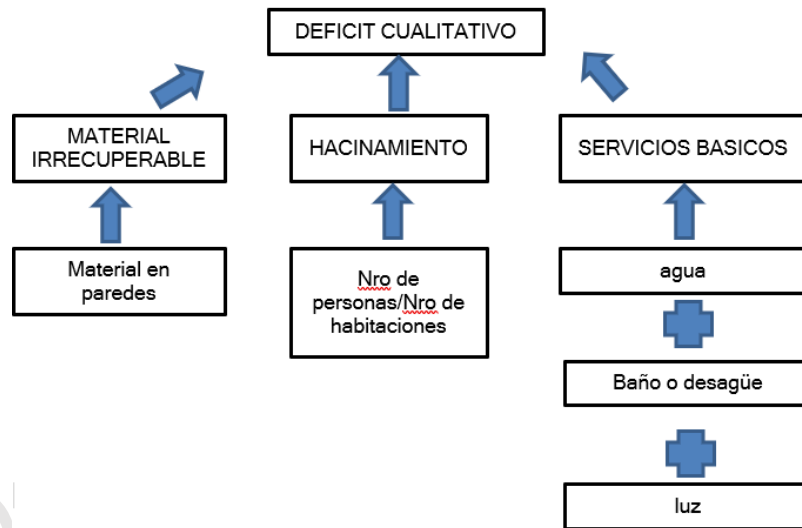 DEFICIT CUALITATIVO
MATERIAL
IRRECUPERABLE
HACINAMIENTO
SERVICIOS BASICOS
Material en
paredes
Nro de
personas/Nro de
habitaciones
agua
Baño o desagüe
luz